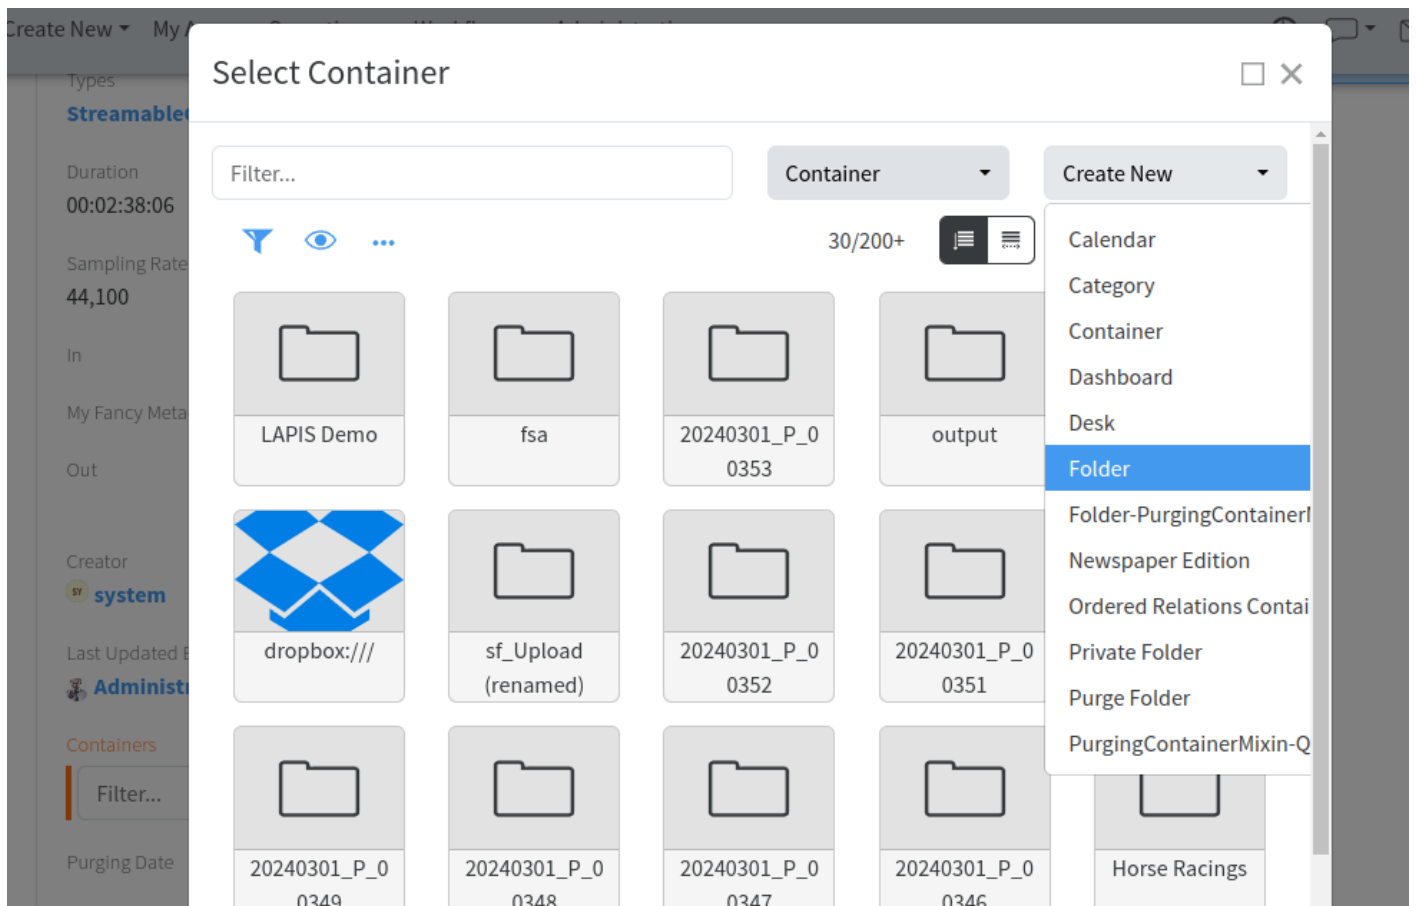 Create New
My
Select Container
Types
Streamable
Duration
00:02:38:06
Sampling Rate
44,100
In
My Fancy Meta
Out
Creator
SY system
Last Updated
Administr
Containers
Filter...
Purging Date
Filter...
Container
Create New
30/200+
Calendar
Category
Container
Dashboard
Desk
Folder
Folder-PurgingContainer
Newspaper Edition
Ordered Relations Contai
Private Folder
Purge Folder
PurgingContainerMixin-Q
LAPIS Demo
fsa
20240301_P_0
0353
output
dropbox:///
sf_Upload
(renamed)
20240301_P_0
0352
20240301_P_0
0351
20240301_P_0
0349
20240301_P_0
0348
20240301_P_0
0347
20240301_P_0
0346
Horse Racings